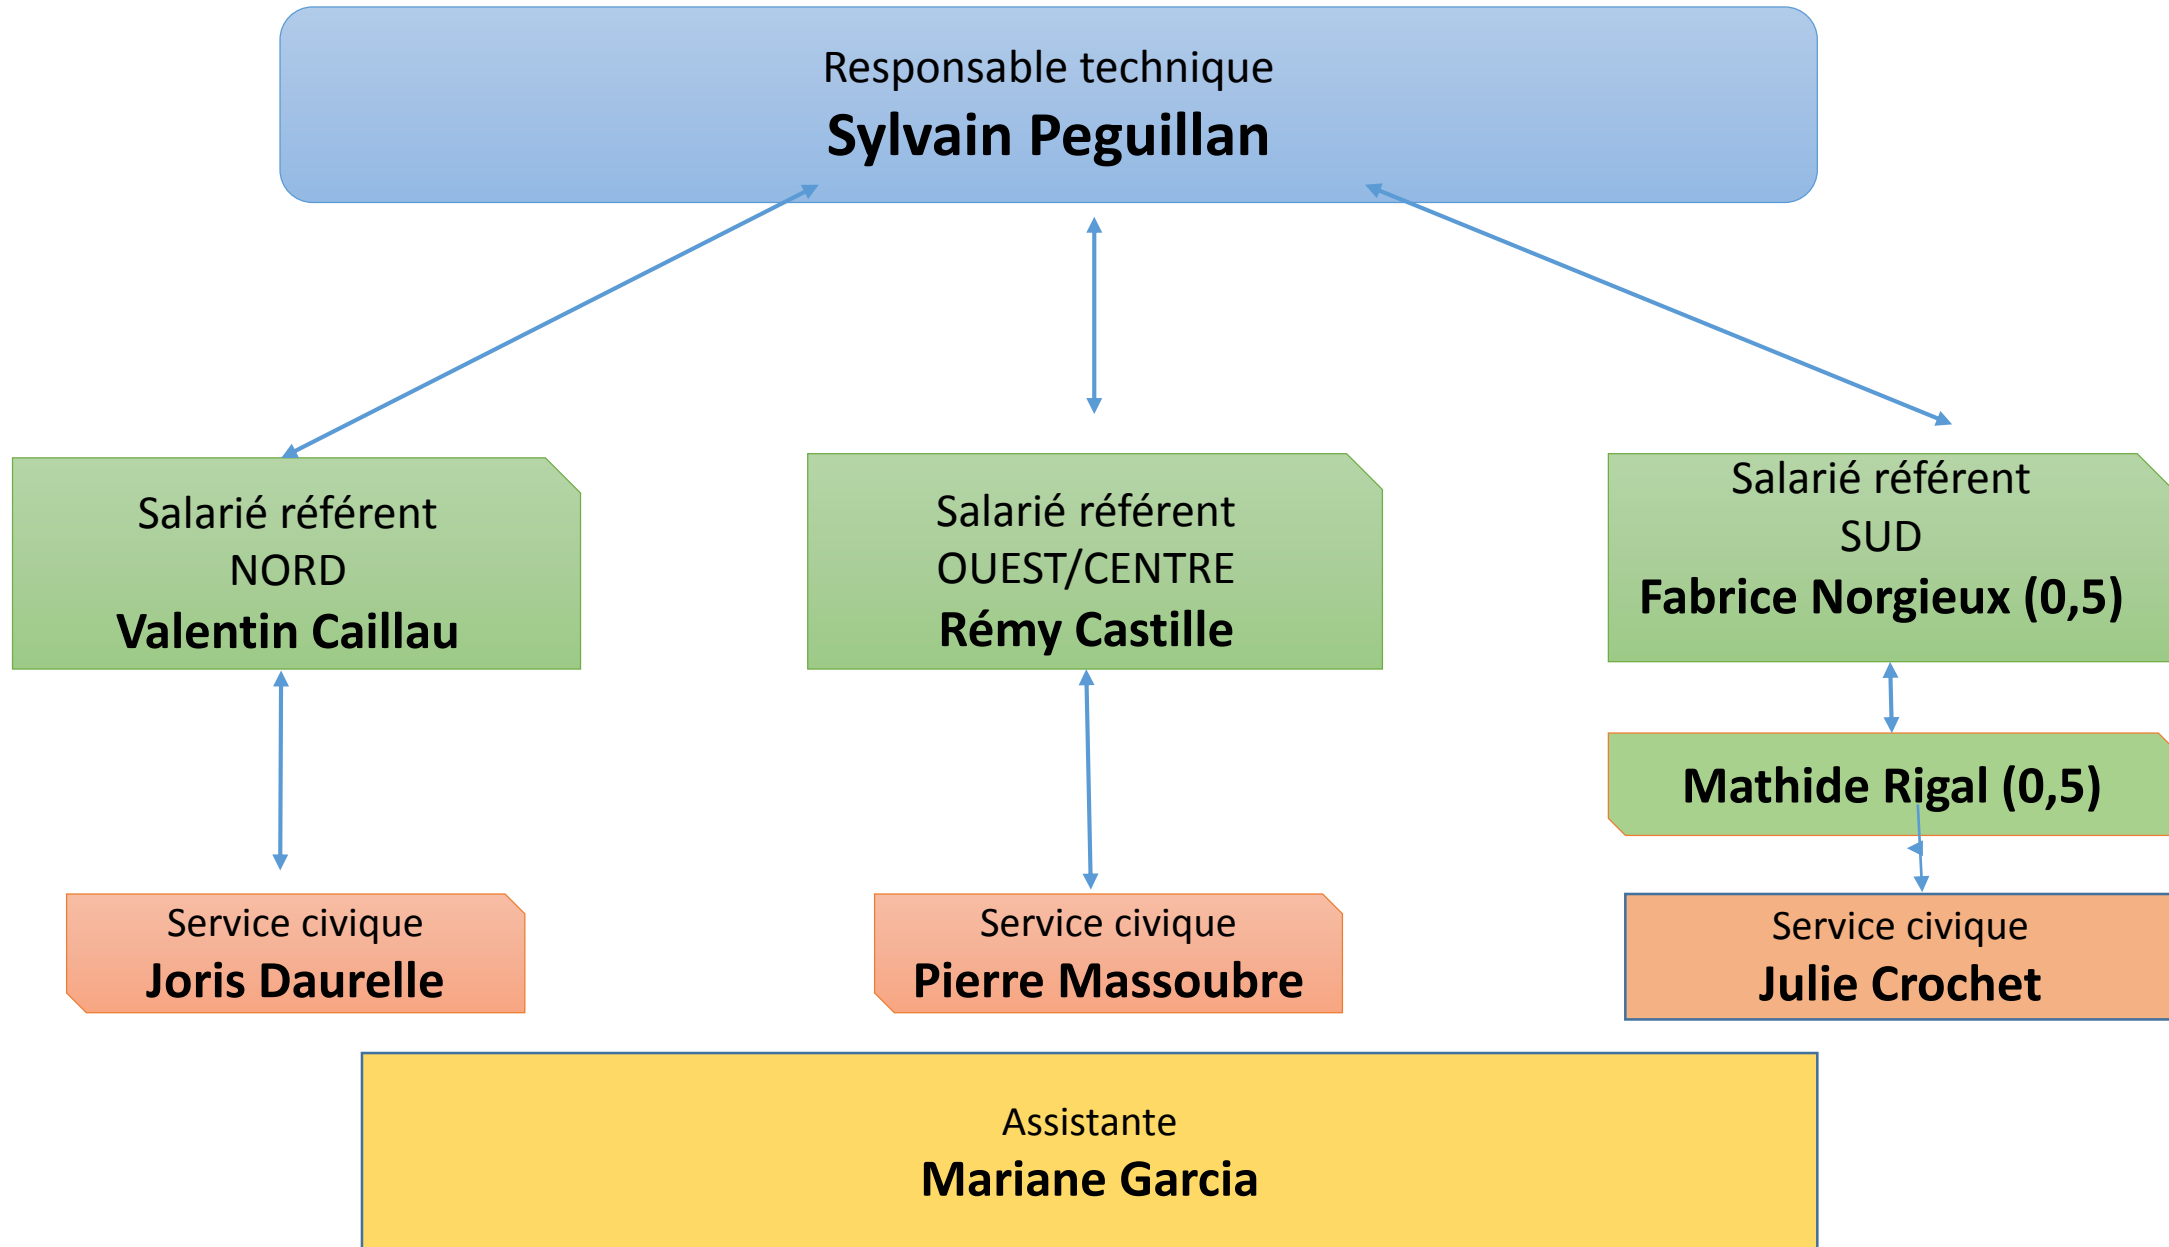 Responsable technique
Sylvain Peguillan
Salarié référent
NORD
Valentin Caillau
Salarié référent
OUEST/CENTRE
Rémy Castille
Salarié référent
SUD
Fabrice Norgieux (0,5)
Mathide Rigal (0,5)
Service civique
Joris Daurelle
Service civique
Pierre Massoubre
Service civique
Julie Crochet
Assistante
Mariane Garcia